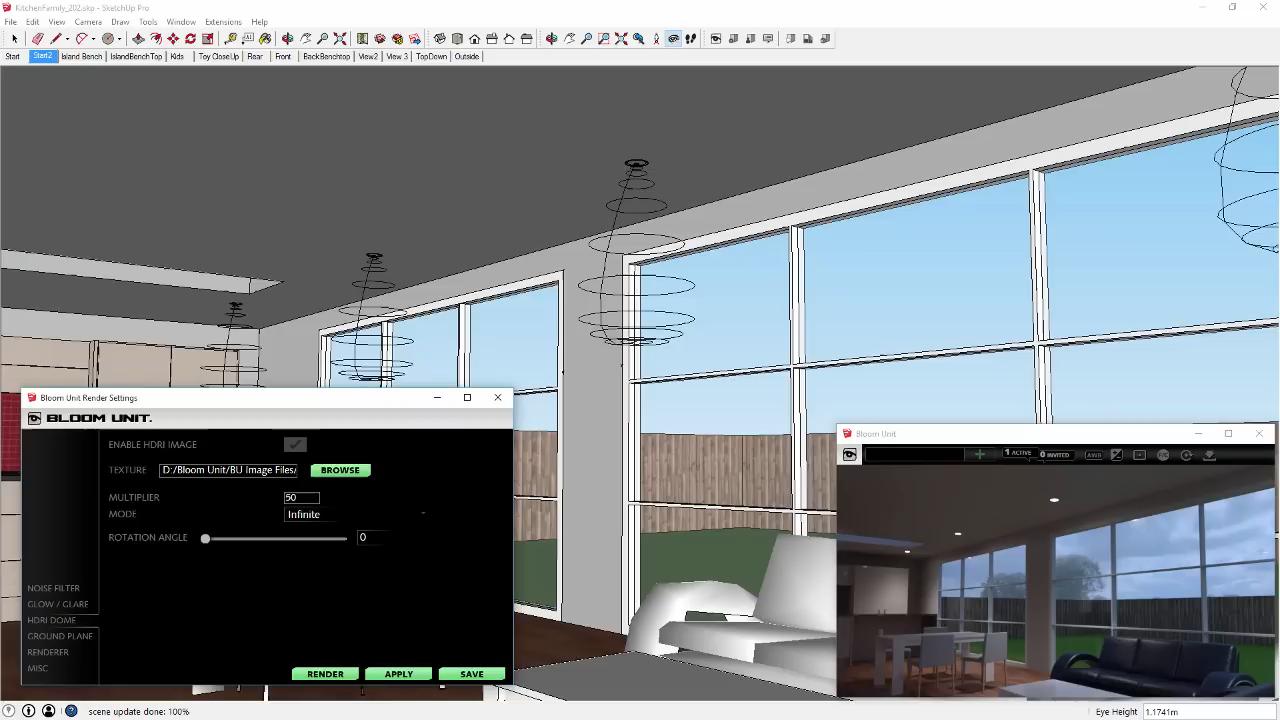 KitchenFamily_202.skp - SketchUp Pro
File Edit View Camera Draw Tools Window Extensions Help
Start Start2 Island Bench IslandBenchTop Kids Toy CloseUp Rear Front BackBenchtop View2 View 3 TopDown Outside
Bloom Unit Render Settings
BLOOM UNIT.
ENABLE HDRI IMAGE
TEXTURE D:/Bloom Unit/BU Image Files/ BROWSE
MULTIPLIER 50
MODE Infinite
ROTATION ANGLE 0
NOISE FILTER
GLOW / GLARE
HDRI DOME
GROUND PLANE
RENDERER
MISC
RENDER APPLY SAVE
Bloom Unit
1 ACTIVE 0 INVITED AWB
scene update done: 100%
Eye Height 1.1741m